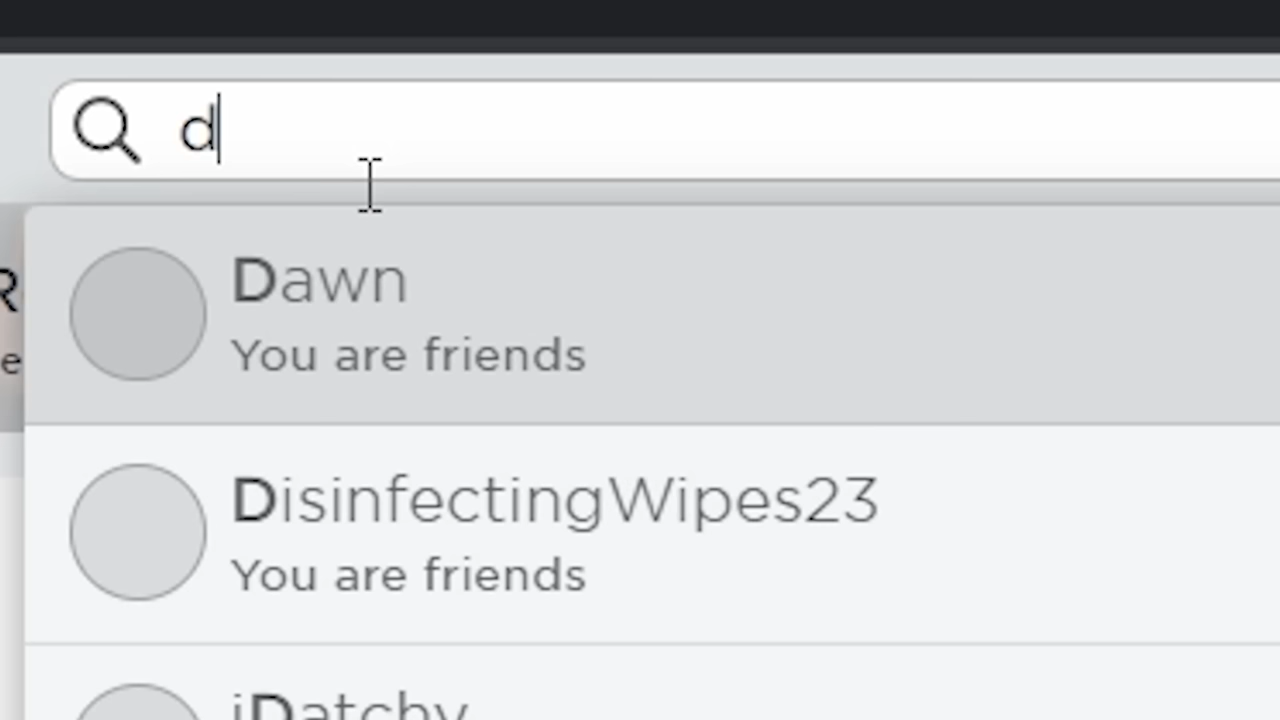 d
R
Dawn
You are friends
e
DisinfectingWipes23
You are friends
iDatchy